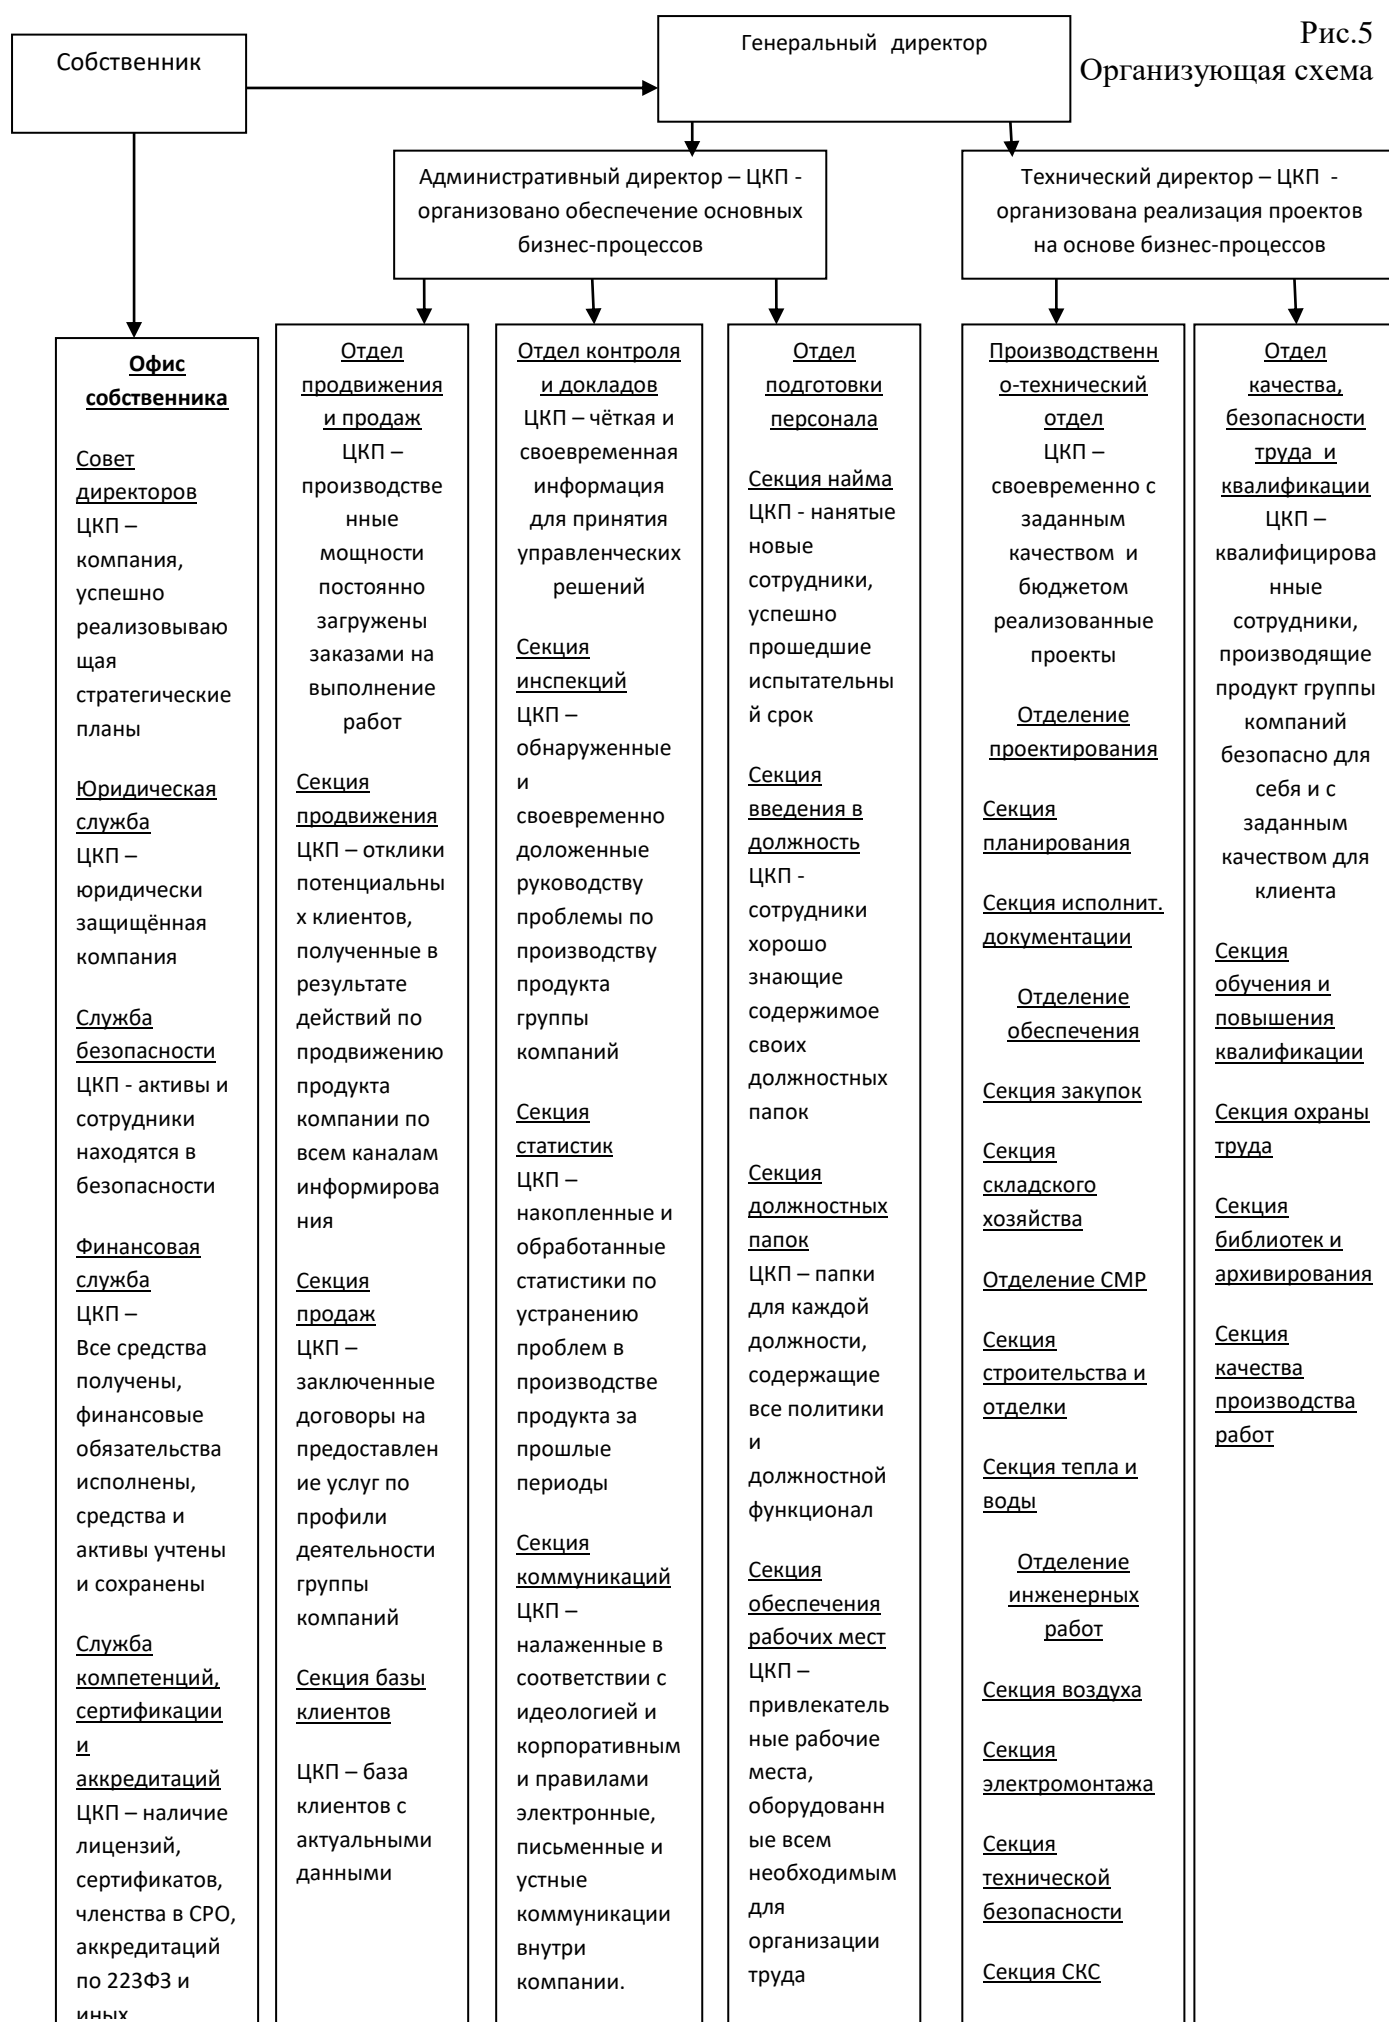 Рис.5
Организующая схема
Собственник
Генеральный директор
Административный директор – ЦКП -
организовано обеспечение основных
бизнес-процессов
Технический директор – ЦКП -
организована реализация проектов
на основе бизнес-процессов
Офис
собственника
Совет
директоров
ЦКП –
компания,
успешно
реализовываю
щая
стратегические
планы
Юридическая
служба
ЦКП –
юридически
защищённая
компания
Служба
безопасности
ЦКП - активы и
сотрудники
находятся в
безопасности
Финансовая
служба
ЦКП –
Все средства
получены,
финансовые
обязательства
исполнены,
средства и
активы учтены
и сохранены
Служба
компетенций,
сертификации
и
аккредитаций
ЦКП – наличие
лицензий,
сертификатов,
членства в СРО,
аккредитаций
по 223ФЗ и
иных
Отдел
продвижения
и продаж
ЦКП –
производстве
нные
мощности
постоянно
загружены
заказами на
выполнение
работ
Секция
продвижения
ЦКП – отклики
потенциальны
х клиентов,
полученные в
результате
действий по
продвижению
продукта
компании по
всем каналам
информирова
ния
Секция
продаж
ЦКП –
заключенные
договоры на
предоставлен
ие услуг по
профили
деятельности
группы
компаний
Секция базы
клиентов
ЦКП – база
клиентов с
актуальными
данными
Отдел контроля
и докладов
ЦКП – чёткая и
своевременная
информация
для принятия
управленческих
решений
Секция
инспекций
ЦКП –
обнаруженные
и
своевременно
доложенные
руководству
проблемы по
производству
продукта
группы
компаний
Секция
статистик
ЦКП –
накопленные и
обработанные
статистики по
устранению
проблем в
производстве
продукта за
прошлые
периоды
Секция
коммуникаций
ЦКП –
налаженные в
соответствии с
идеологией и
корпоративным
и правилами
электронные,
письменные и
устные
коммуникации
внутри
компании.
Отдел
подготовки
персонала
Секция найма
ЦКП - нанятые
новые
сотрудники,
успешно
прошедшие
испытательны
й срок
Секция
введения в
должность
ЦКП -
сотрудники
хорошо
знающие
содержимое
своих
должностных
папок
Секция
должностных
папок
ЦКП – папки
для каждой
должности,
содержащие
все политики
и
должностной
функционал
Секция
обеспечения
рабочих мест
ЦКП –
привлекатель
ные рабочие
места,
оборудованн
ые всем
необходимым
для
организации
труда
Производственн
о-технический
отдел
ЦКП –
своевременно с
заданным
качеством и
бюджетом
реализованные
проекты
Отделение
проектирования
Секция
планирования
Секция исполнит.
документации
Отделение
обеспечения
Секция закупок
Секция
складского
хозяйства
Отделение СМР
Секция
строительства и
отделки
Секция тепла и
воды
Отделение
инженерных
работ
Секция воздуха
Секция
электромонтажа
Секция
технической
безопасности
Секция СКС
Отдел
качества,
безопасности
труда и
квалификации
ЦКП –
квалифицирова
нные
сотрудники,
производящие
продукт группы
компаний
безопасно для
себя и с
заданным
качеством для
клиента
Секция
обучения и
повышения
квалификации
Секция охраны
труда
Секция
библиотек и
архивирования
Секция
качества
производства
работ